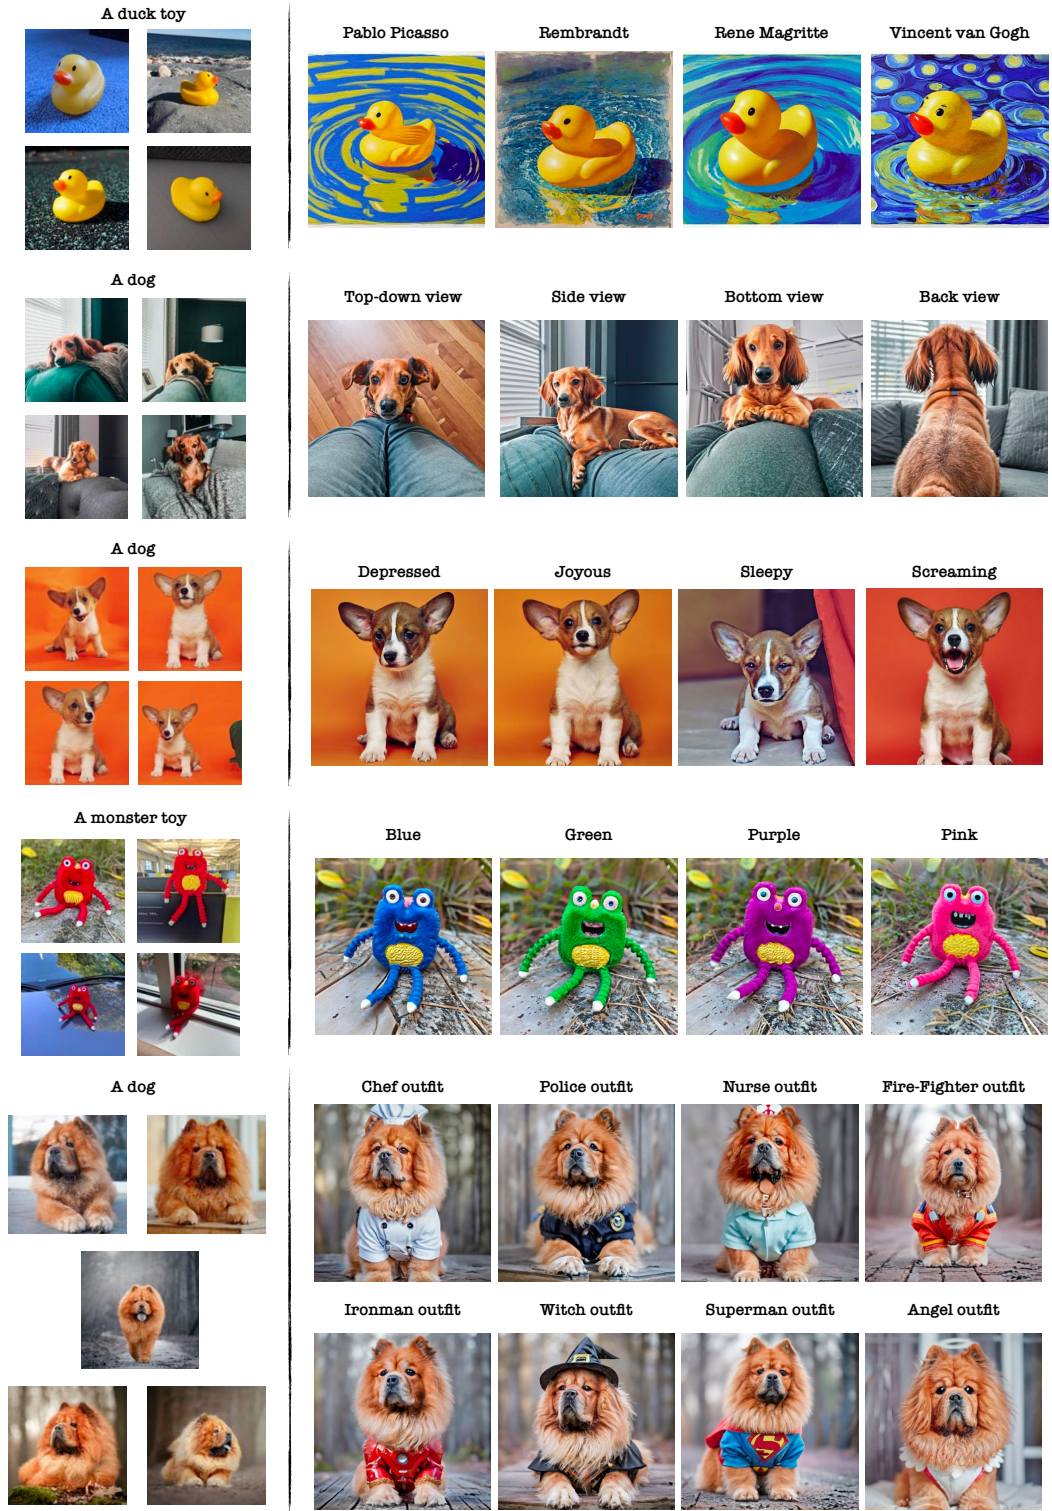 A duck toy
Pablo Picasso
Rembrandt
Rene Magritte
Vincent van Gogh
A dog
Top-down view
Side view
Bottom view
Back view
A dog
Depressed
Joyous
Sleepy
Screaming
A monster toy
Blue
Green
Purple
Pink
A dog
Chef outfit
Police outfit
Nurse outfit
Fire-Fighter outfit
Ironman outfit
Witch outfit
Superman outfit
Angel outfit